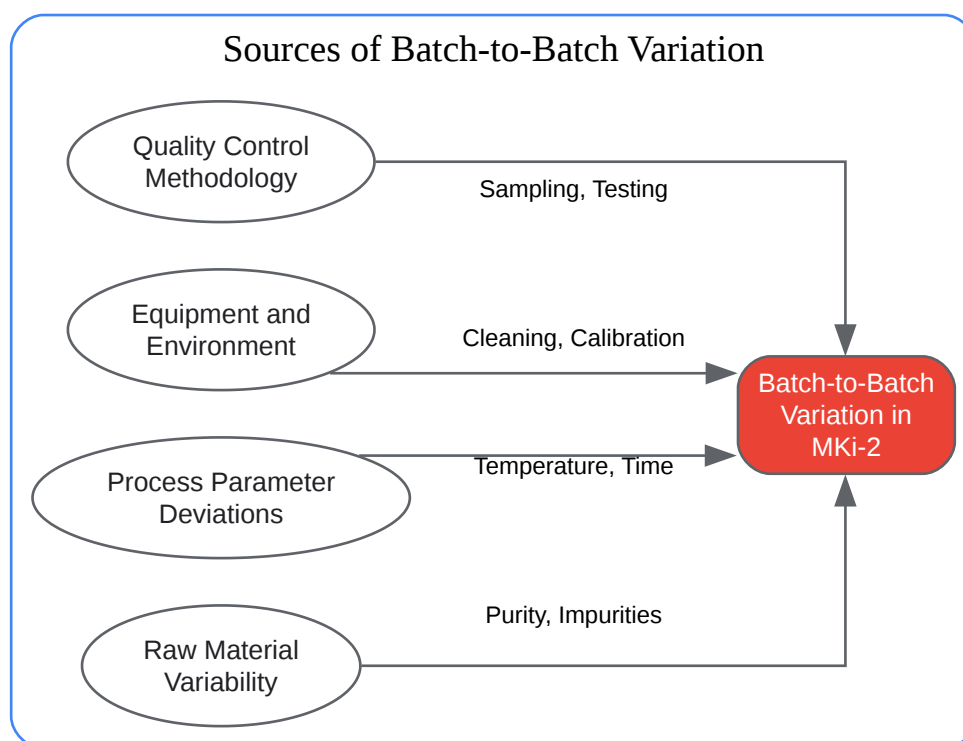 Sources of Batch-to-Batch Variation
Quality Control
Methodology
Sampling, Testing
Equipment and
Environment
Cleaning, Calibration
Batch-to-Batch
Variation in
MKi-2
Process Parameter
Deviations
Temperature, Time
Raw Material
Variability
Purity, Impurities